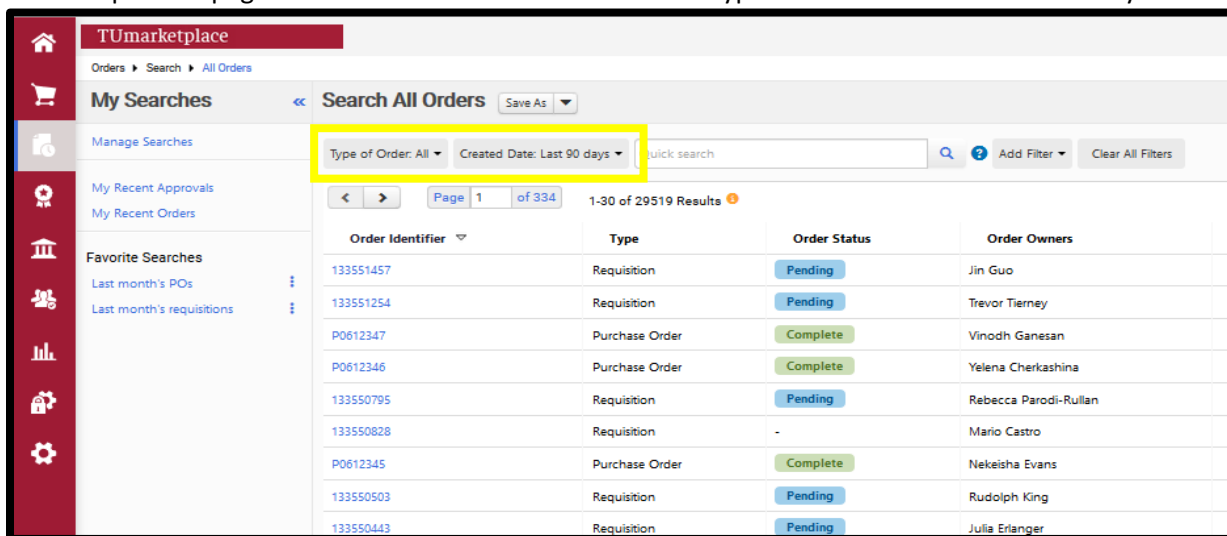 TUmarketplace
Orders ▸ Search ▸ All Orders
My Searches «
Manage Searches
My Recent Approvals
My Recent Orders
Favorite Searches
Last month's POs
Last month's requisitions
Search All Orders Save As
Type of Order: All Created Date: Last 90 days search Add Filter Clear All Filters
Page 1 of 334 1-30 of 29519 Results
Order Identifier Type Order Status Order Owners
133551457 Requisition Pending Jin Guo
133551254 Requisition Pending Trevor Tierney
P0612347 Purchase Order Complete Vinodh Ganesan
P0612346 Purchase Order Complete Yelena Cherkashina
133550795 Requisition Pending Rebecca Parodi-Rullan
133550828 Requisition - Mario Castro
P0612345 Purchase Order Complete Nekeisha Evans
133550503 Requisition Pending Rudolph King
133550443 Requisition Pending Julia Erlanger